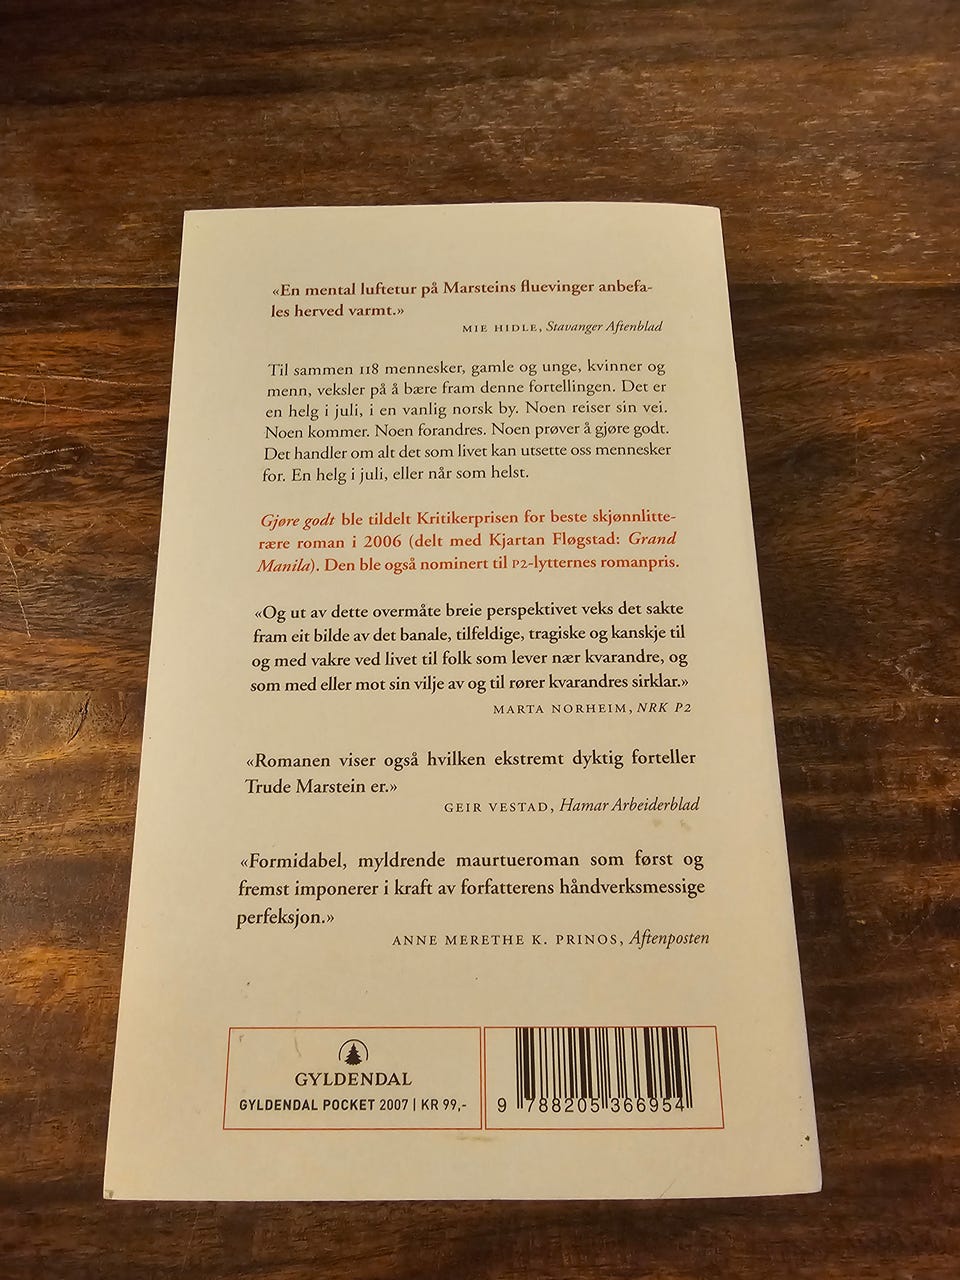 «En mental luftetur på Marsteins fluevinger anbefa-
les herved varmt.»
MIE HIDLE, Stavanger Aftenblad
Til sammen 118 mennesker, gamle og unge, kvinner og
menn, veksler på å bære fram denne fortellingen. Det er
en helg i juli, i en vanlig norsk by. Noen reiser sin vei.
Noen kommer. Noen forandres. Noen prøver å gjøre godt.
Det handler om alt det som livet kan utsette oss mennesker
for. En helg i juli, eller når som helst.
Gjøre godt ble tildelt Kritikerprisen for beste skjønnlitte-
rære roman i 2006 (delt med Kjartan Fløgstad: Grand
Manila). Den ble også nominert til P2-lytternes romanpris.
«Og ut av dette overmåte breie perspektivet veks det sakte
fram eit bilde av det banale, tilfeldige, tragiske og kanskje til
og med vakre ved livet til folk som lever nær kvarandre, og
som med eller mot sin vilje av og til rører kvarandres sirklar.»
MARTA NORHEIM, NRK P2
«Romanen viser også hvilken ekstremt dyktig forteller
Trude Marstein er.»
GEIR VESTAD, Hamar Arbeiderblad
«Formidabel, myldrende maurtueroman som først og
fremst imponerer i kraft av forfatterens håndverksmessige
perfeksjon.»
ANNE MERETHE K. PRINOS, Aftenposten
GYLDENDAL
GYLDENDAL POCKET 2007 | KR 99,-
9 788205 366954